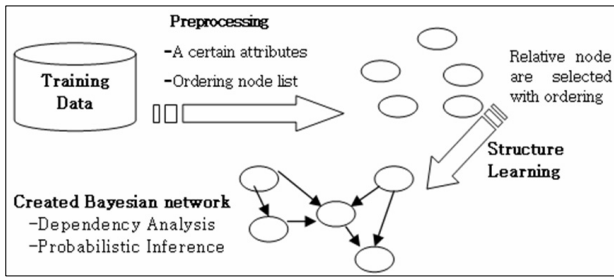 Preprocessing
-A certain attributes
-Ordering node list
Training
Data
Relative node
are selected
with ordering
Structure
Learning
Created Bayesian network
-Dependency Analysis
-Probabilistic Inference